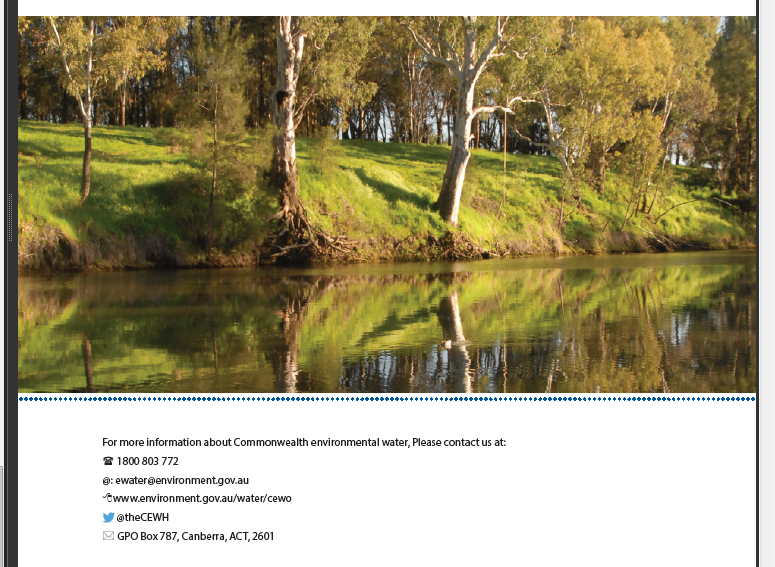 For more information about Commonwealth environmental water, Please contact us at:
☎ 1800 803 772
@: ewater@environment.gov.au
www.environment.gov.au/water/cewo
@theCEWH
✉ GPO Box 787, Canberra, ACT, 2601